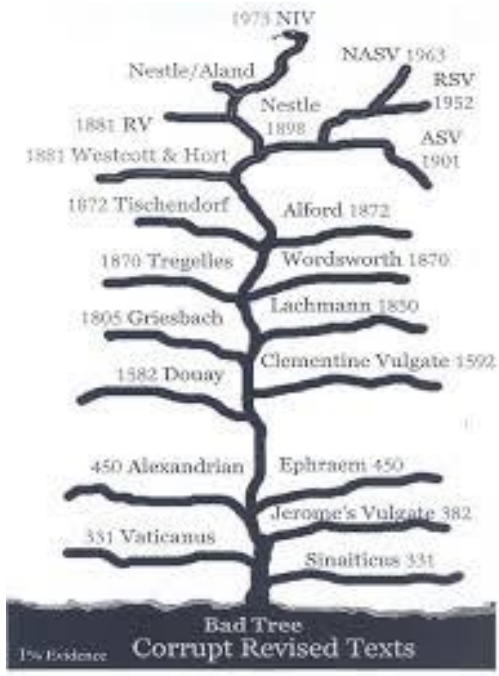 1973 NIV
NASV 1963
Nestle/Aland
RSV
1952
Nestle
1898
1881 RV
ASV
1901
1881 Westcott & Hort
1872 Tischendorf
Alford 1872
1870 Tregelles
Wordsworth 1870
Lachmann 1850
1805 Griesbach
Clementine Vulgate 1592
1582 Douay
450 Alexandrian
Ephraem 450
Jerome's Vulgate 382
331 Vaticanus
Sinaiticus 331
Bad Tree
1% Evidence
Corrupt Revised Texts